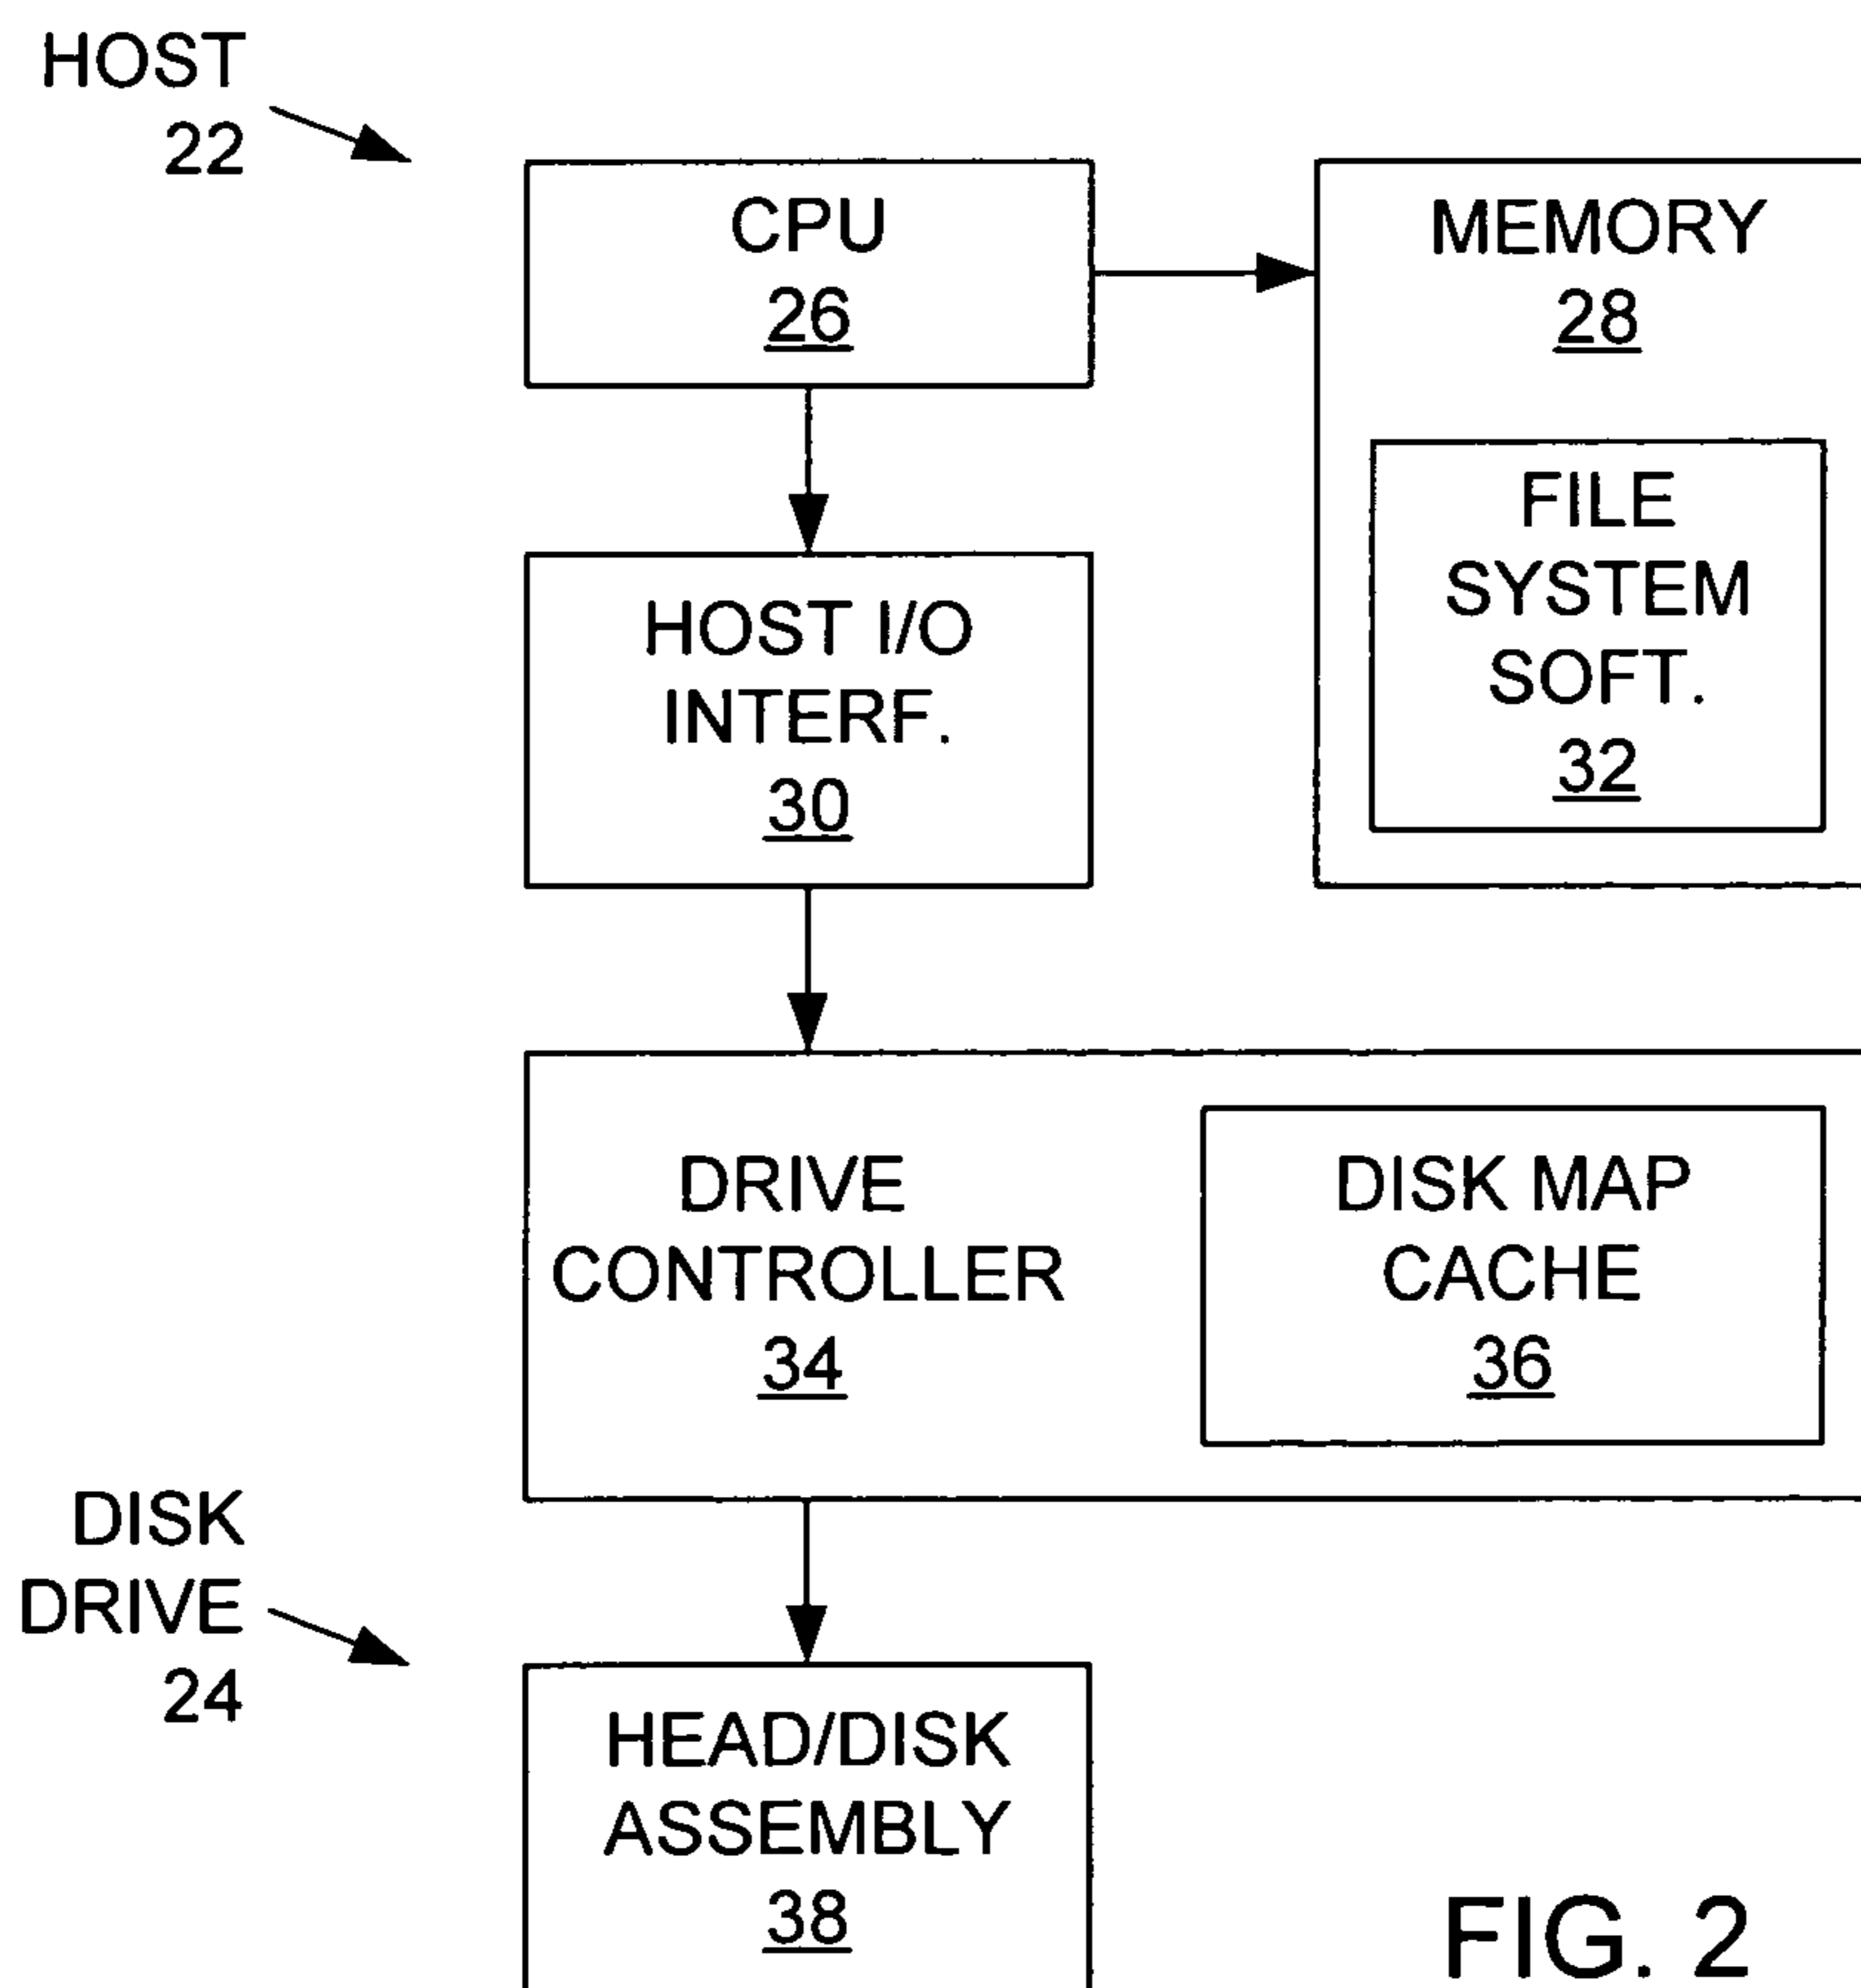 HOST
22
CPU
26
MEMORY
28
FILE
SYSTEM
SOFT.
32
HOST I/O
INTERF.
30
DRIVE
CONTROLLER
34
DISK MAP
CACHE
36
DISK
DRIVE
24
HEAD/DISK
ASSEMBLY
38
FIG. 2